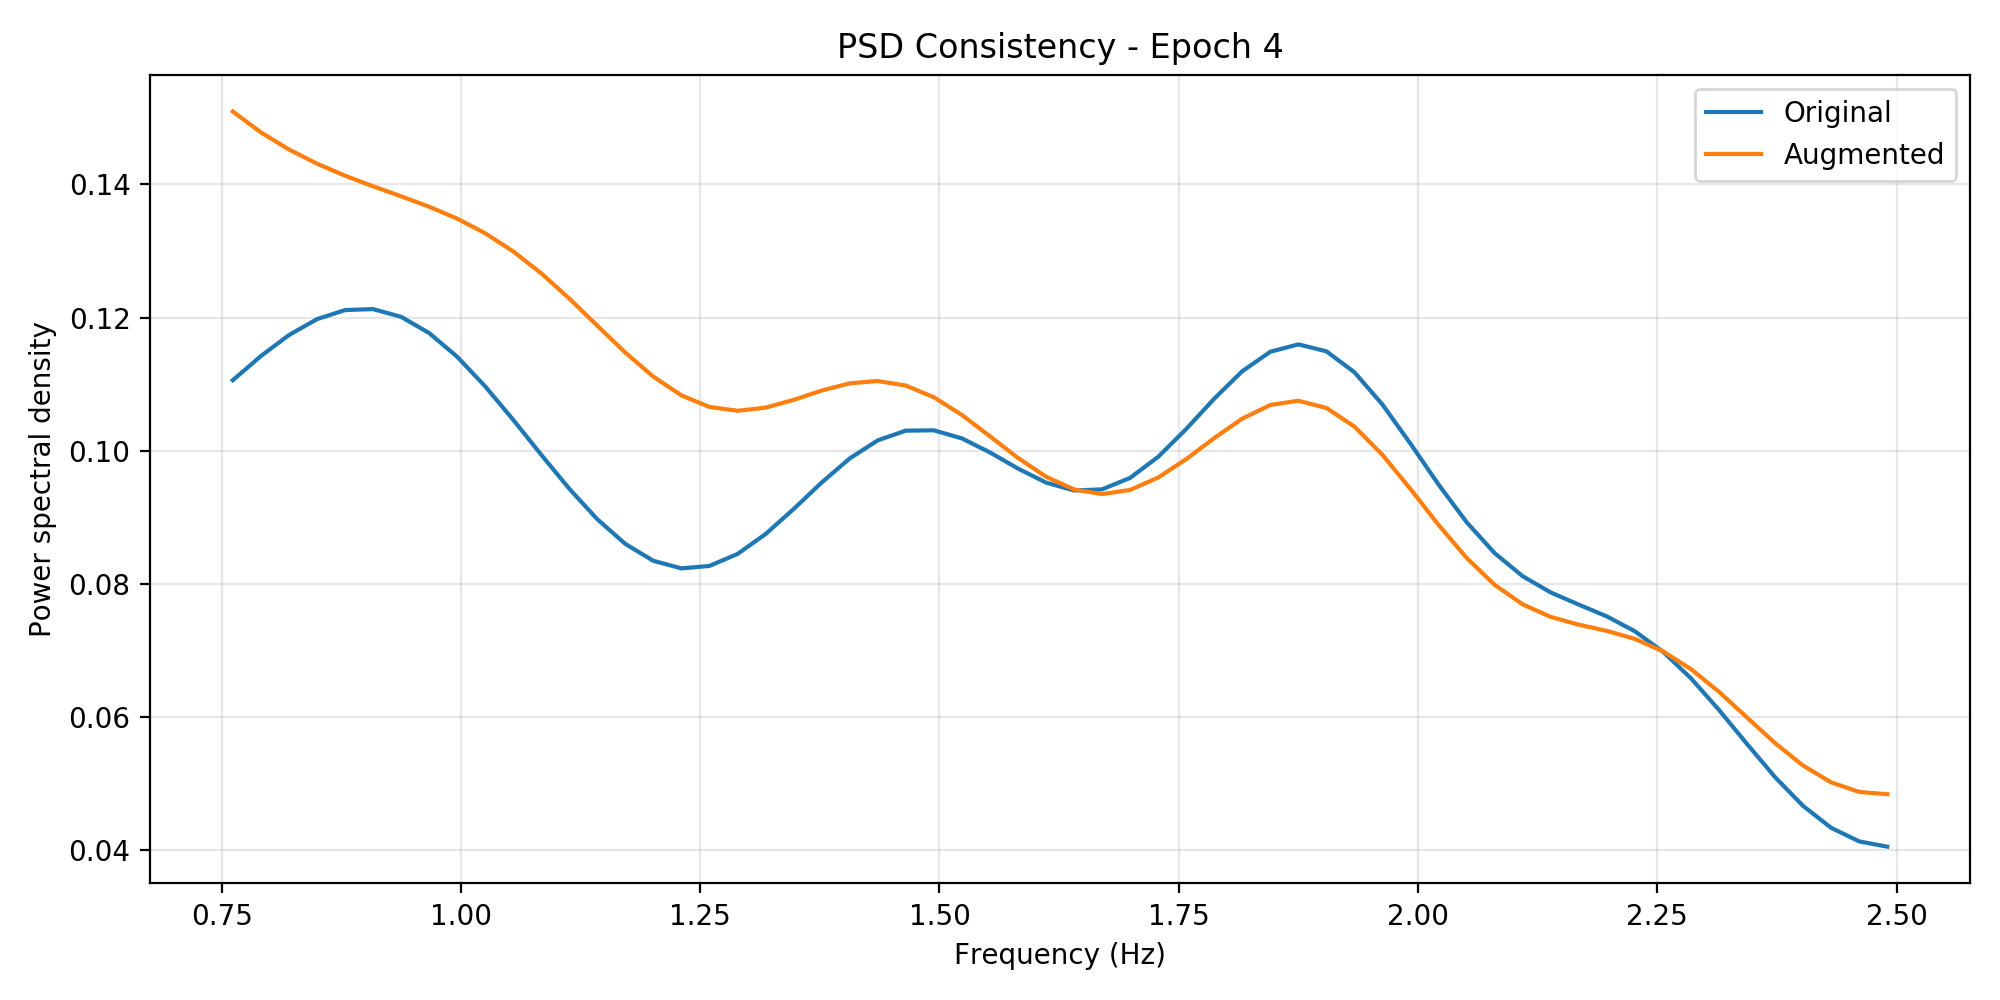 PSD Consistency - Epoch 4
Original
Augmented
Power spectral density
0.14
0.12
0.10
0.08
0.06
0.04
0.75 1.00 1.25 1.50 1.75 2.00 2.25 2.50
Frequency (Hz)